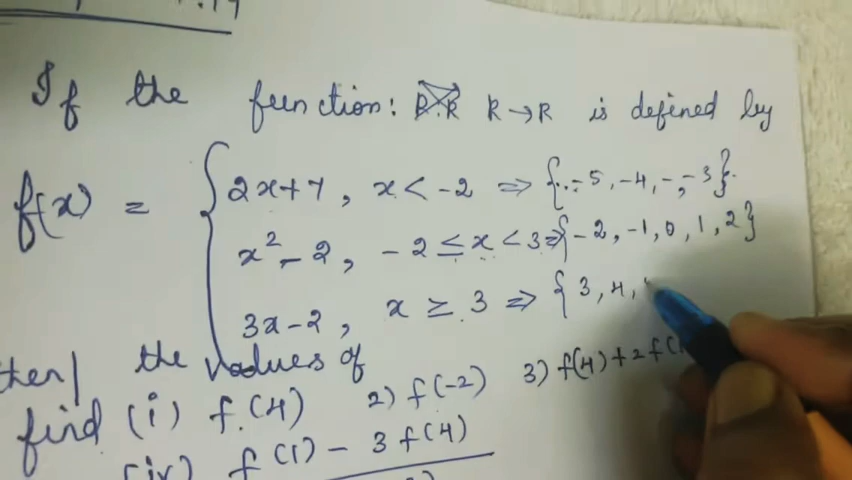 If the function: R→R is defined by
f(x) = { 2x+7, x < -2 ⇒ {...-5, -4, -, -3}.
x² - 2, -2 ≤ x < 3 ⇒ {-2, -1, 0, 1, 2}
3x-2, x ≥ 3 ⇒ { 3, 4,
then the values of
find (i) f(4) 2) f(-2) 3) f(4)+2f(1
(iv) f(1) - 3f(4)